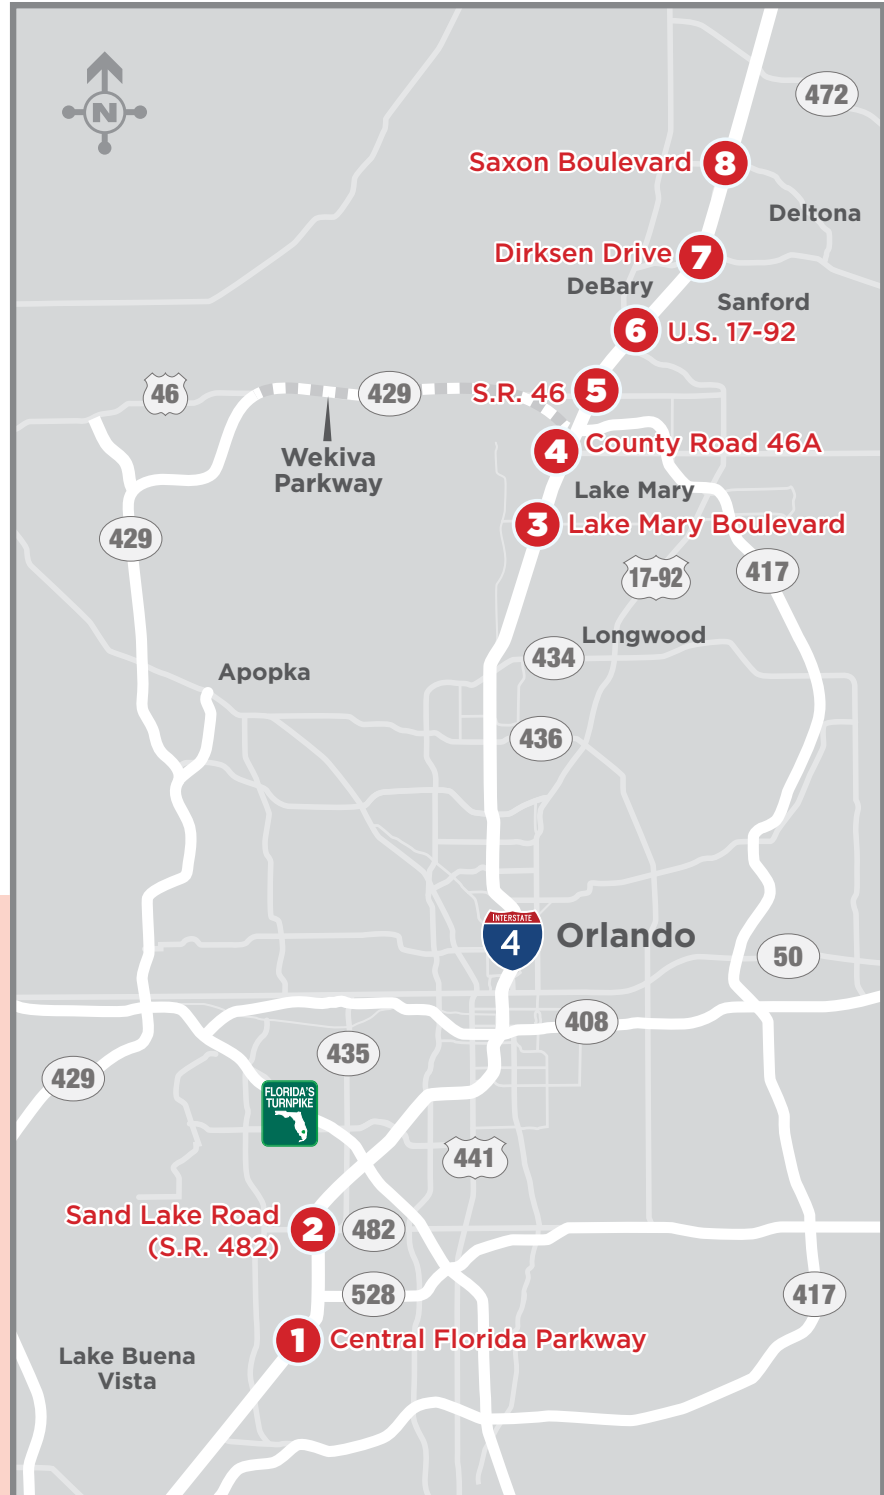 N
472
Saxon Boulevard 8
Deltona
Dirksen Drive 7
DeBary
Sanford
6 U.S. 17-92
46
429
S.R. 46 5
Wekiva
Parkway
4 County Road 46A
Lake Mary
3 Lake Mary Boulevard
429
17-92
417
Longwood
434
Apopka
436
INTERSTATE
4
Orlando
50
408
435
429
FLORIDA'S
TURNPIKE
441
Sand Lake Road
(S.R. 482)
2
482
528
417
1 Central Florida Parkway
Lake Buena
Vista